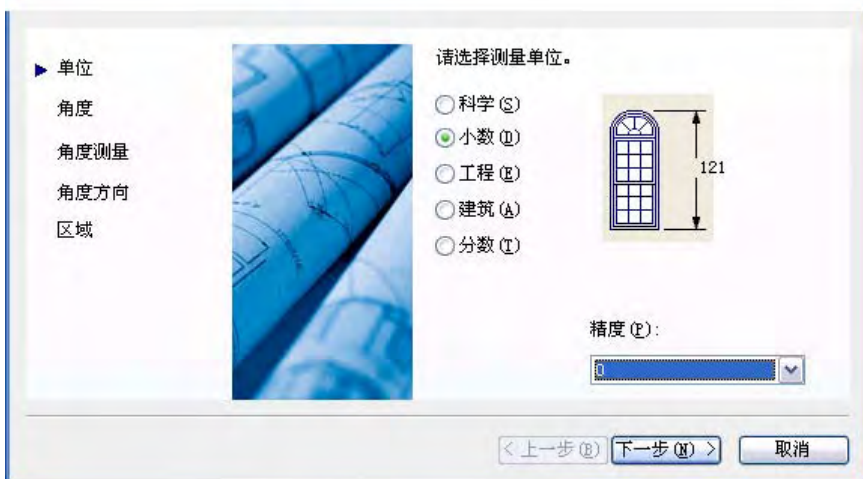 单位
角度
角度测量
角度方向
区域
请选择测量单位。
科学(S)
小数(D)
工程(E)
建筑(A)
分数(T)
121
精度(P):
0
< 上一步(B)
下一步(N) >
取消